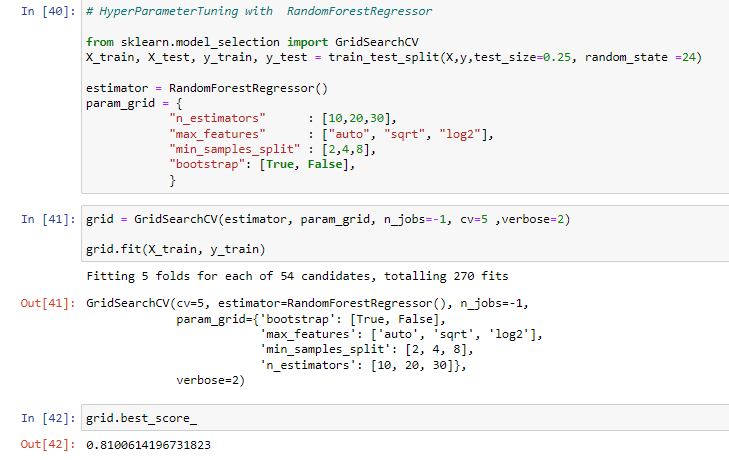 In [40]: # HyperParameterTuning with  RandomForestRegressor
from sklearn.model_selection import GridSearchCV
X_train, X_test, y_train, y_test = train_test_split(X,y,test_size=0.25, random_state =24)
estimator = RandomForestRegressor()
param_grid = {
"n_estimators"      : [10,20,30],
"max_features"      : ["auto", "sqrt", "log2"],
"min_samples_split" : [2,4,8],
"bootstrap": [True, False],
}
In [41]: grid = GridSearchCV(estimator, param_grid, n_jobs=-1, cv=5 ,verbose=2)
grid.fit(X_train, y_train)
Fitting 5 folds for each of 54 candidates, totalling 270 fits
Out[41]: GridSearchCV(cv=5, estimator=RandomForestRegressor(), n_jobs=-1,
param_grid={'bootstrap': [True, False],
'max_features': ['auto', 'sqrt', 'log2'],
'min_samples_split': [2, 4, 8],
'n_estimators': [10, 20, 30]},
verbose=2)
In [42]: grid.best_score_
Out[42]: 0.8100614196731823